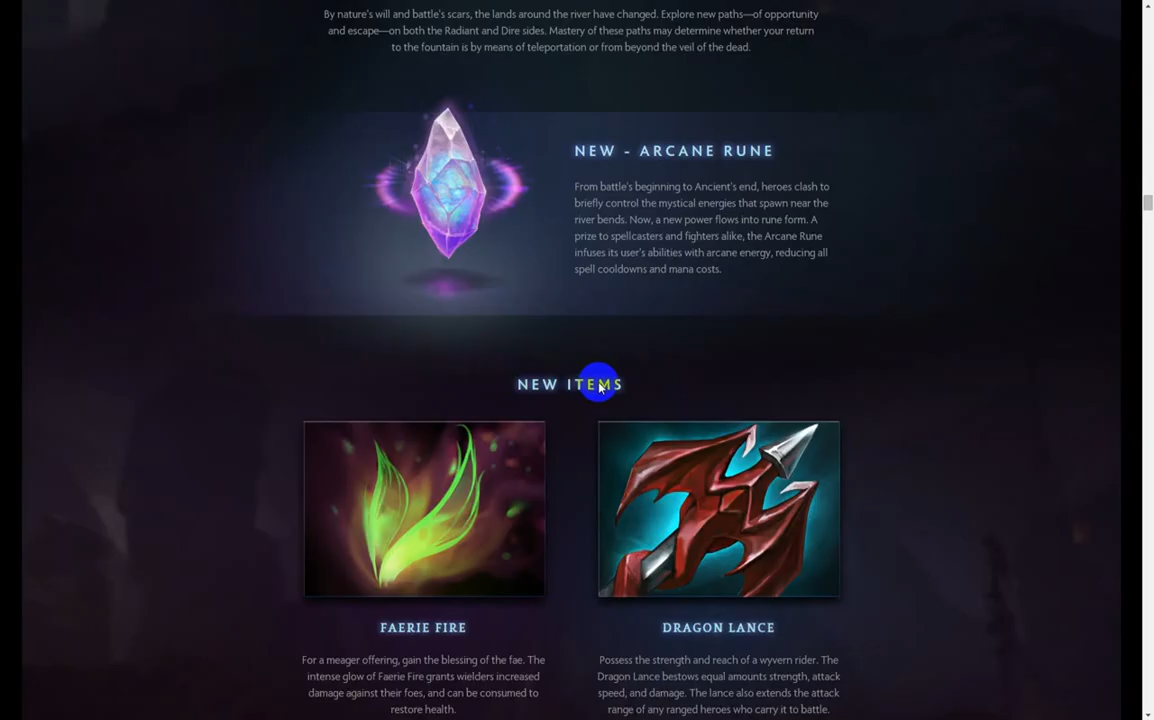 By nature's will and battle's scars, the lands around the river have changed. Explore new paths—of opportunity
and escape—on both the Radiant and Dire sides. Mastery of these paths may determine whether your return
to the fountain is by means of teleportation or from beyond the veil of the dead.
NEW - ARCANE RUNE
From battle's beginning to Ancient's end, heroes clash to
briefly control the mystical energies that spawn near the
river bends. Now, a new power flows into rune form. A
prize to spellcasters and fighters alike, the Arcane Rune
infuses its user's abilities with arcane energy, reducing all
spell cooldowns and mana costs.
NEW ITEMS
FAERIE FIRE
For a meager offering, gain the blessing of the fae. The
intense glow of Faerie Fire grants wielders increased
damage against their foes, and can be consumed to
restore health.
DRAGON LANCE
Possess the strength and reach of a wyvern rider. The
Dragon Lance bestows equal amounts strength, attack
speed, and damage. The lance also extends the attack
range of any ranged heroes who carry it to battle.